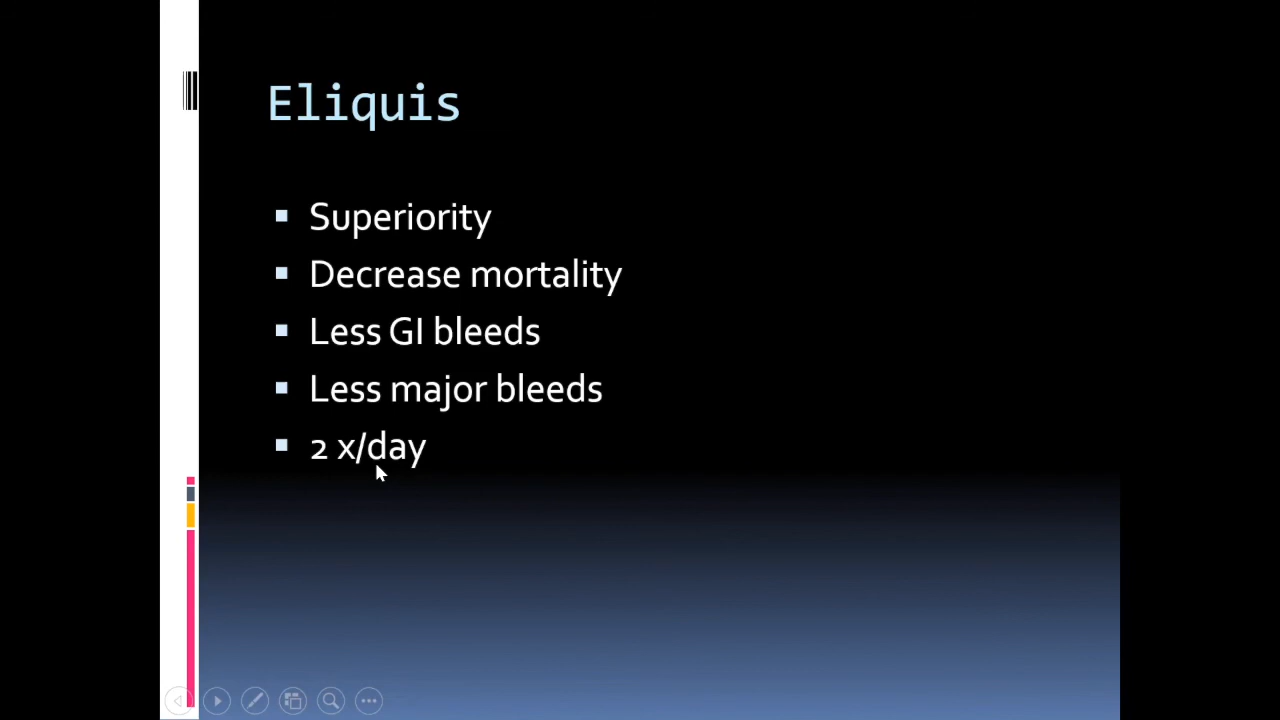 Eliquis
Superiority
Decrease mortality
Less GI bleeds
Less major bleeds
2 x/day